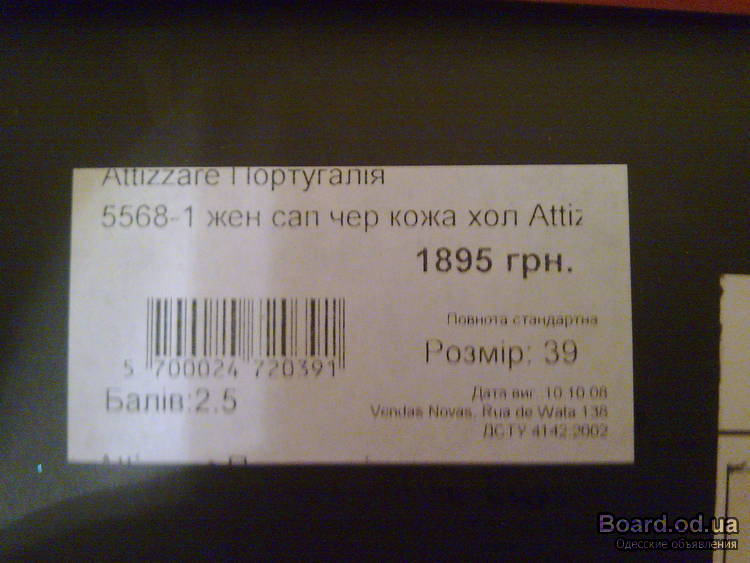 Attizzare Португалія
5568-1 жен сап чер кожа хол Attiz
1895 грн.
Повнота стандартна
5 700024 720391
Розмір: 39
Балів:2.5
Дата виг. 10.10.08
Vendas Novas, Rua de Wata 138
ДСТУ 4142:2002
Board.od.ua
Одесские объявления